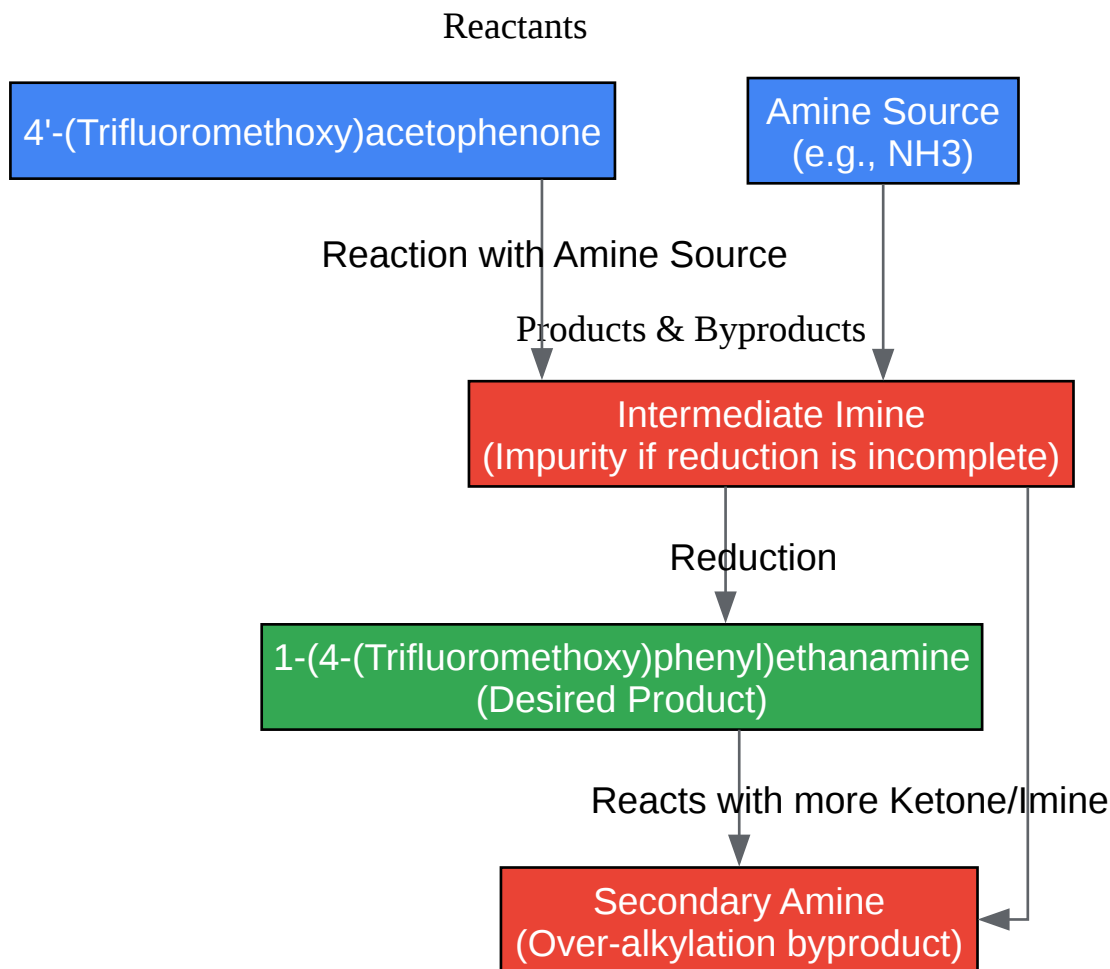 Reactants
4'-(Trifluoromethoxy)acetophenone
Amine Source
(e.g., NH3)
Reaction with Amine Source
Products & Byproducts
Intermediate Imine
(Impurity if reduction is incomplete)
Reduction
1-(4-(Trifluoromethoxy)phenyl)ethanamine
(Desired Product)
Reacts with more Ketone/Imine
Secondary Amine
(Over-alkylation byproduct)